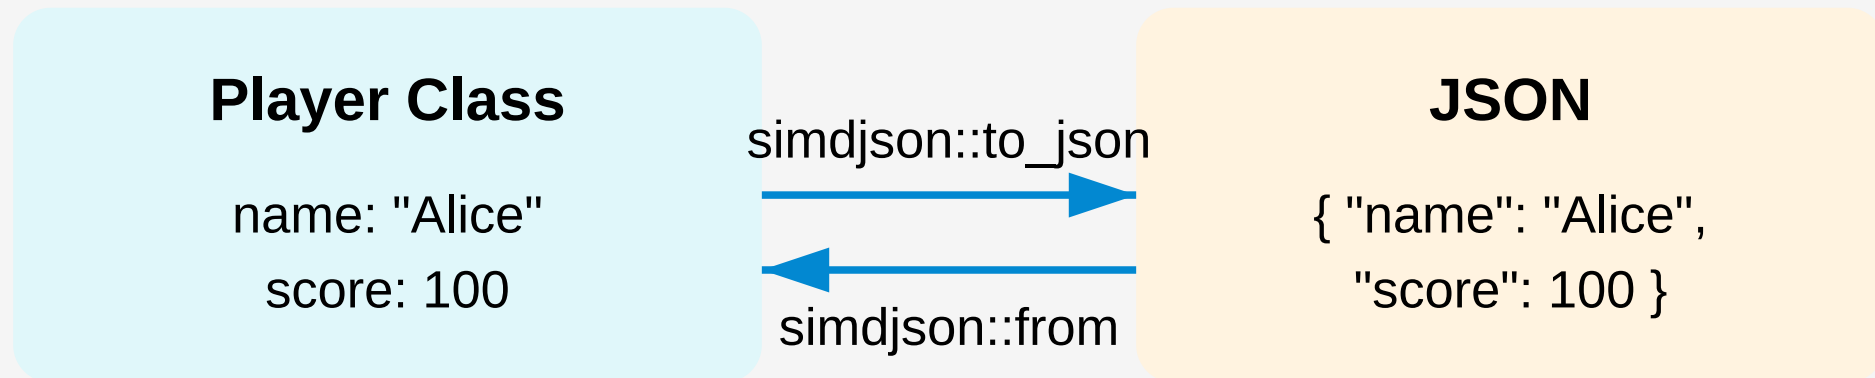 Player Class
name: "Alice"
score: 100
simdjson::to_json
simdjson::from
JSON
{ "name": "Alice",
"score": 100 }